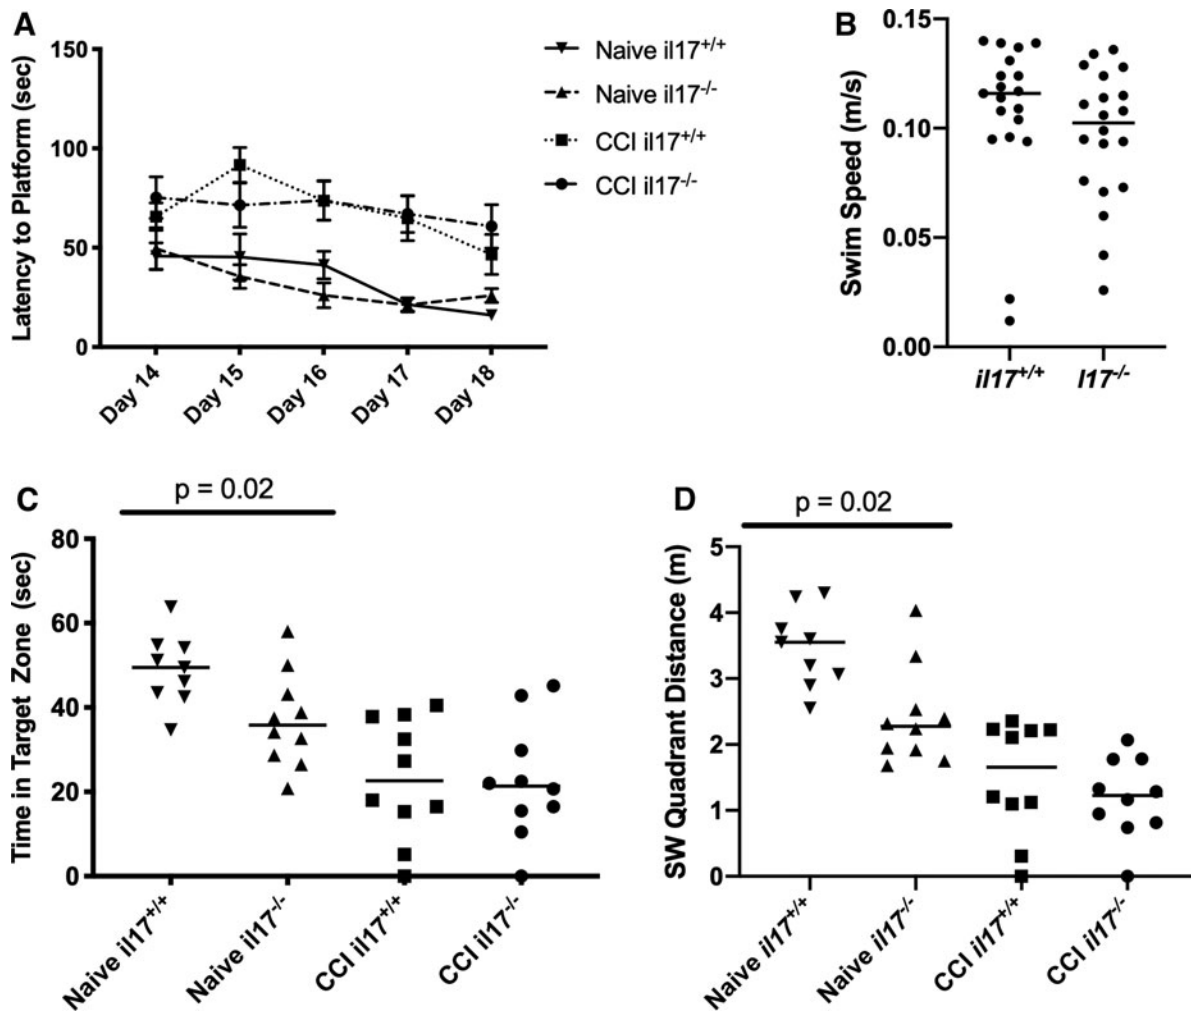 A
Latency to Platform (sec)
150
100
50
0
Day 14
Day 15
Day 16
Day 17
Day 18
Naive il17+/+
Naive il17-/-
CCI il17+/+
CCI il17-/-
B
Swim Speed (m/s)
0.15
0.10
0.05
0.00
il17+/+
l17-/-
C
p = 0.02
Time in Target Zone (sec)
80
60
40
20
0
Naive il17+/+
Naive il17-/-
CCI il17+/+
CCI il17-/-
D
p = 0.02
SW Quadrant Distance (m)
5
4
3
2
1
0
Naive il17+/+
Naive il17-/-
CCI il17+/+
CCI il17-/-